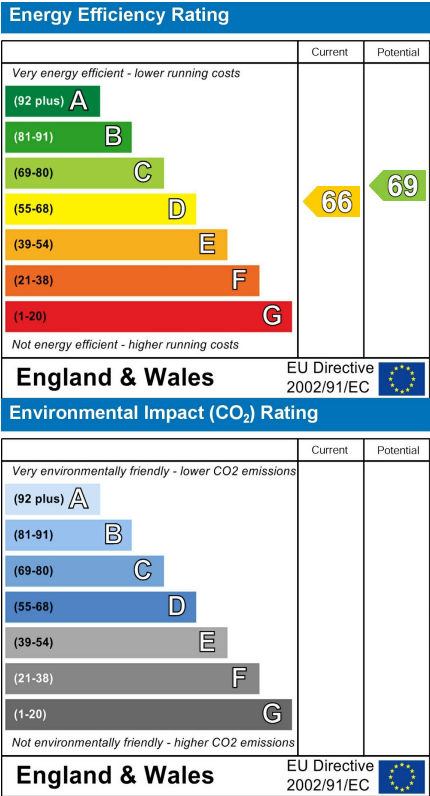 Energy Efficiency Rating
Current Potential
Very energy efficient - lower running costs
(92 plus) A
(81-91) B
(69-80) C
(55-68) D
(39-54) E
(21-38) F
(1-20) G
66
69
Not energy efficient - higher running costs
England & Wales
EU Directive
2002/91/EC
Environmental Impact (CO₂) Rating
Current Potential
Very environmentally friendly - lower CO2 emissions
(92 plus) A
(81-91) B
(69-80) C
(55-68) D
(39-54) E
(21-38) F
(1-20) G
Not environmentally friendly - higher CO2 emissions
England & Wales
EU Directive
2002/91/EC